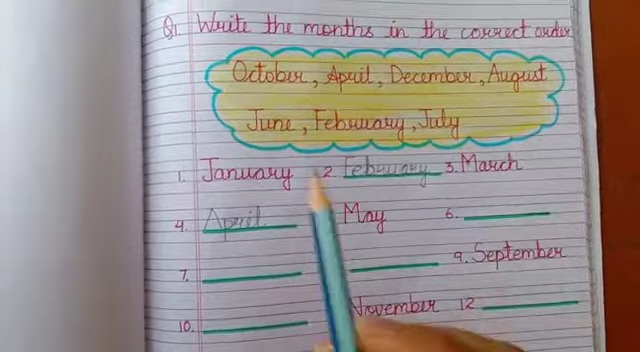 Q1. Write the months in the correct order
October, April, December, August
June, February, July
1. January 2. February 3. March
4. April May 6.
7. 9. September
10. November 12